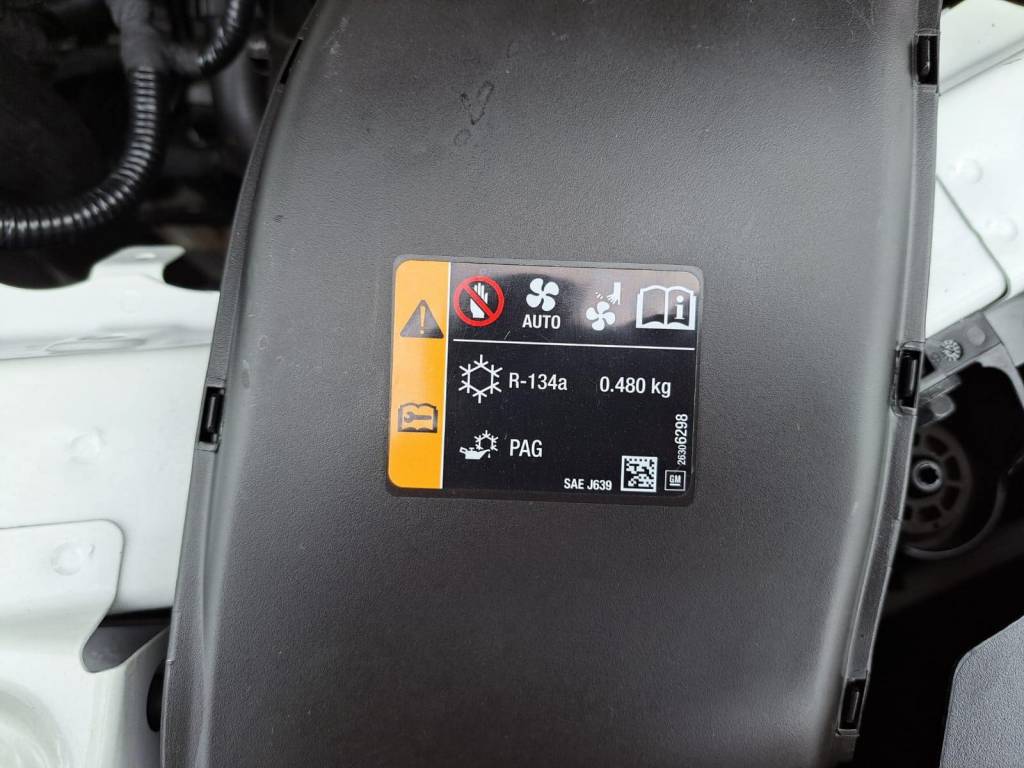 AUTO
R-134a 0.480 kg
PAG
SAE J639
GM
26306298